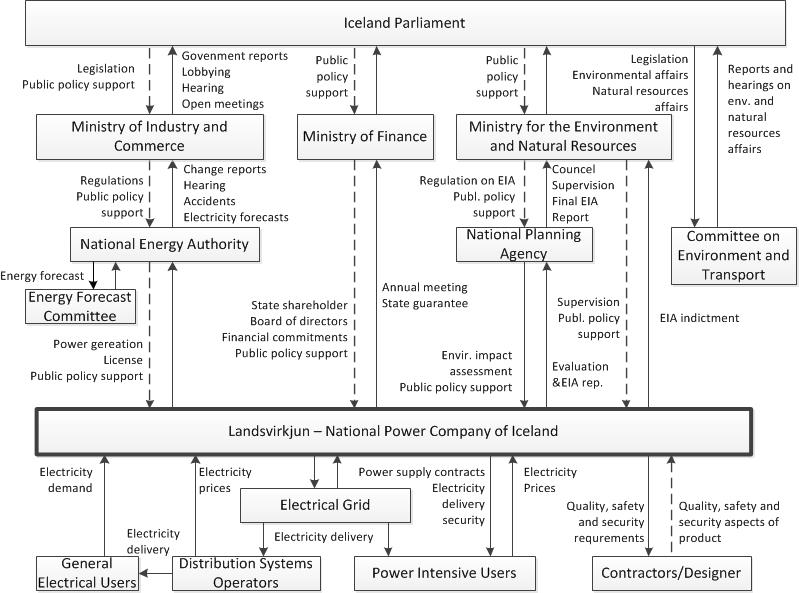 Iceland Parliament
Legislation
Public policy support
Govenment reports
Lobbying
Hearing
Open meetings
Public
policy
support
Public
policy
support
Legislation
Environmental affairs
Natural resources
affairs
Reports and
hearings on
env. and
natural
resources
affairs
Ministry of Industry and
Commerce
Ministry of Finance
Ministry for the Environment
and Natural Resources
Regulations
Public policy
support
Change reports
Hearing
Accidents
Electricity forecasts
Regulation on EIA
Publ. policy
support
Councel
Supervision
Final EIA
Report
National Energy Authority
National Planning
Agency
Committee on
Environment and
Transport
Energy forecast
Energy Forecast
Committee
Power gereation
License
Public policy support
State shareholder
Board of directors
Financial commitments
Public policy support
Annual meeting
State guarantee
Envir. impact
assessment
Public policy support
Supervision
Publ. policy
support
Evaluation
&EIA rep.
EIA indictment
Landsvirkjun – National Power Company of Iceland
Electricity
demand
Electricity
prices
Power supply contracts
Electricity
delivery
security
Electricity
Prices
Electrical Grid
Quality, safety
and security
requrements
Quality, safety and
security aspects of
product
Electricity
delivery
Electricity delivery
General
Electrical Users
Distribution Systems
Operators
Power Intensive Users
Contractors/Designer